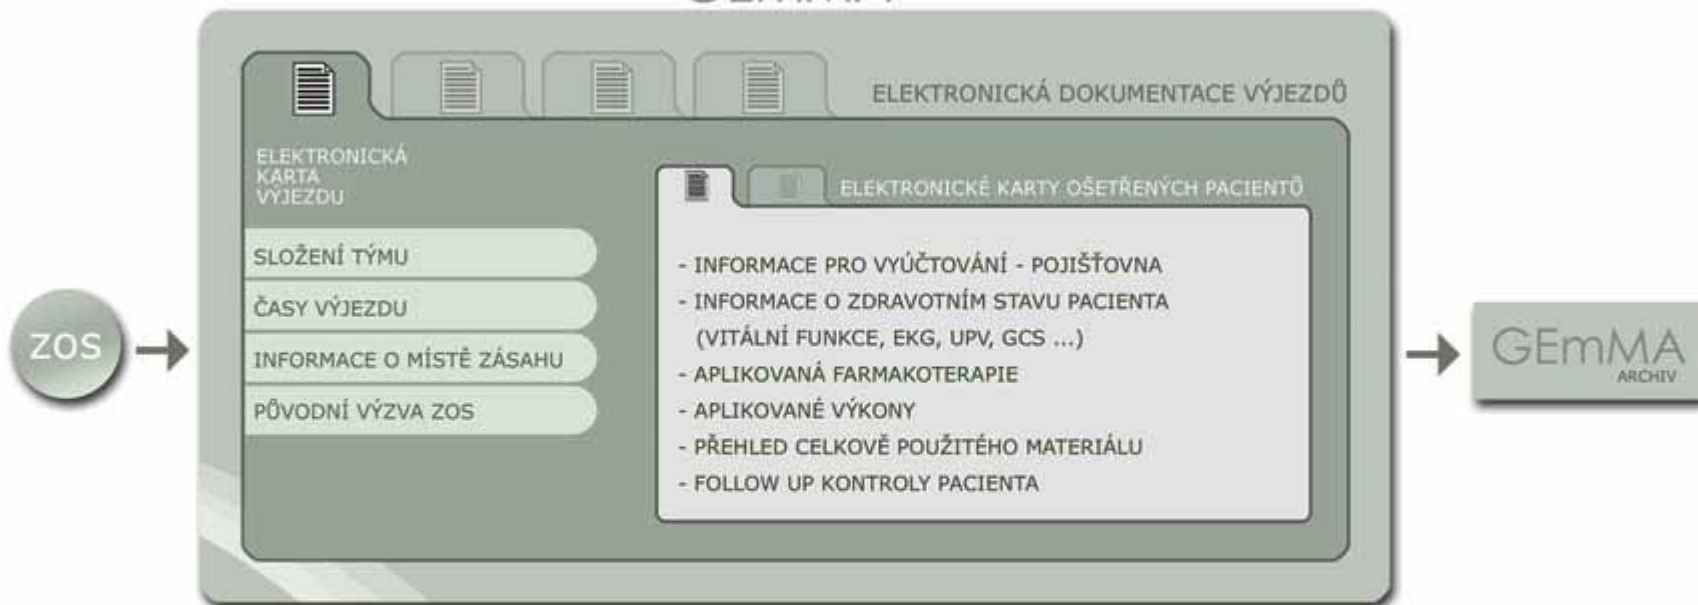 ELEKTRONICKÁ DOKUMENTACE VÝJEZDŮ
ELEKTRONICKÁ
KARTA
VÝJEZDU
SLOŽENÍ TÝMU
ČASY VÝJEZDU
INFORMACE O MÍSTĚ ZÁSAHU
PŮVODNÍ VÝZVA ZOS
ELEKTRONICKÉ KARTY OŠETŘENÝCH PACIENTŮ
- INFORMACE PRO VYÚČTOVÁNÍ - POJIŠŤOVNA
- INFORMACE O ZDRAVOTNÍM STAVU PACIENTA
(VITÁLNÍ FUNKCE, EKG, UPV, GCS ...)
- APLIKOVANÁ FARMAKOTERAPIE
- APLIKOVANÉ VÝKONY
- PŘEHLED CELKOVĚ POUŽITÉHO MATERIÁLU
- FOLLOW UP KONTROLY PACIENTA
ZOS
GEmMA
ARCHIV